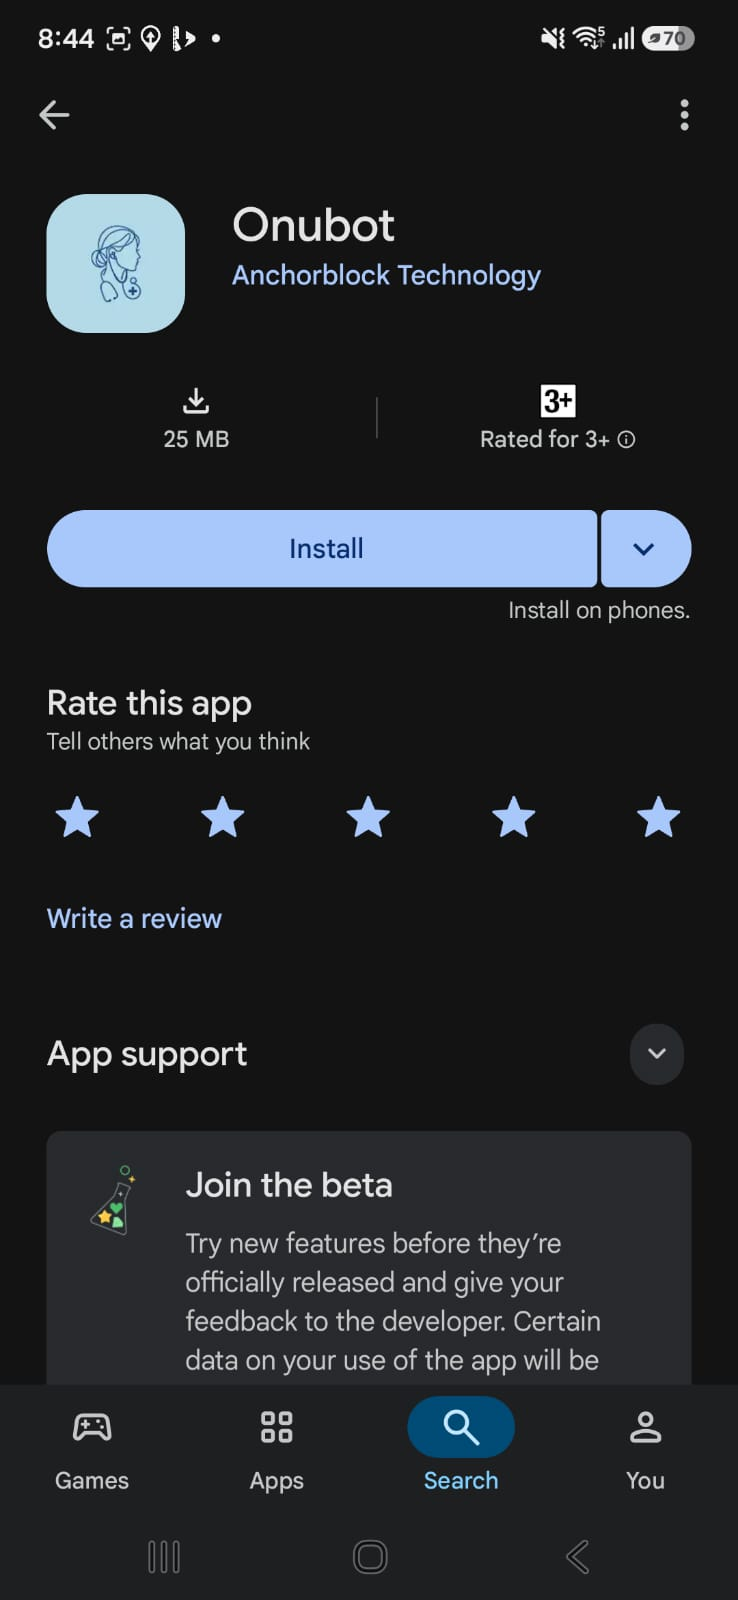 8:44
5
70
Onubot
Anchorblock Technology
25 MB
3+
Rated for 3+
Install
Install on phones.
Rate this app
Tell others what you think
Write a review
App support
Join the beta
Try new features before they're
officially released and give your
feedback to the developer. Certain
data on your use of the app will be
Games
Apps
Search
You